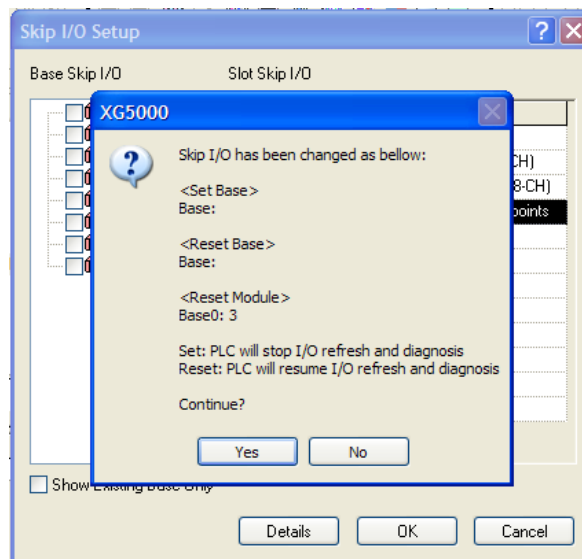 Skip I/O Setup
Base Skip I/O
Slot Skip I/O
XG5000
Skip I/O has been changed as bellow:
<Set Base>
Base:
<Reset Base>
Base:
<Reset Module>
Base0: 3
Set: PLC will stop I/O refresh and diagnosis
Reset: PLC will resume I/O refresh and diagnosis
Continue?
Yes
No
CH)
8-CH)
points
Show Existing Base Only
Details
OK
Cancel